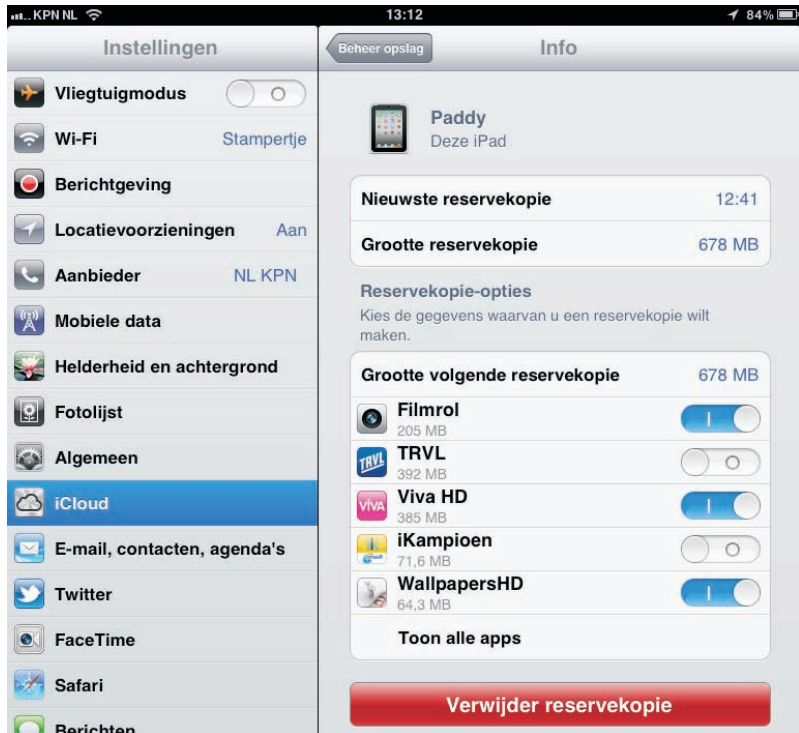 KPN NL
13:12
84%
Instellingen
Vliegtuigmodus
Wi-Fi Stampertje
Berichtgeving
Locatievoorzieningen Aan
Aanbieder NL KPN
Mobiele data
Helderheid en achtergrond
Fotolijst
Algemeen
iCloud
E-mail, contacten, agenda's
Twitter
FaceTime
Safari
Berichten
Beheer opslag
Info
Paddy
Deze iPad
Nieuwste reservekopie 12:41
Grootte reservekopie 678 MB
Reservekopie-opties
Kies de gegevens waarvan u een reservekopie wilt
maken.
Grootte volgende reservekopie 678 MB
Filmrol
205 MB
TRVL
TRVL
392 MB
VIVA
Viva HD
385 MB
iKampioen
71,6 MB
WallpapersHD
64,3 MB
Toon alle apps
Verwijder reservekopie